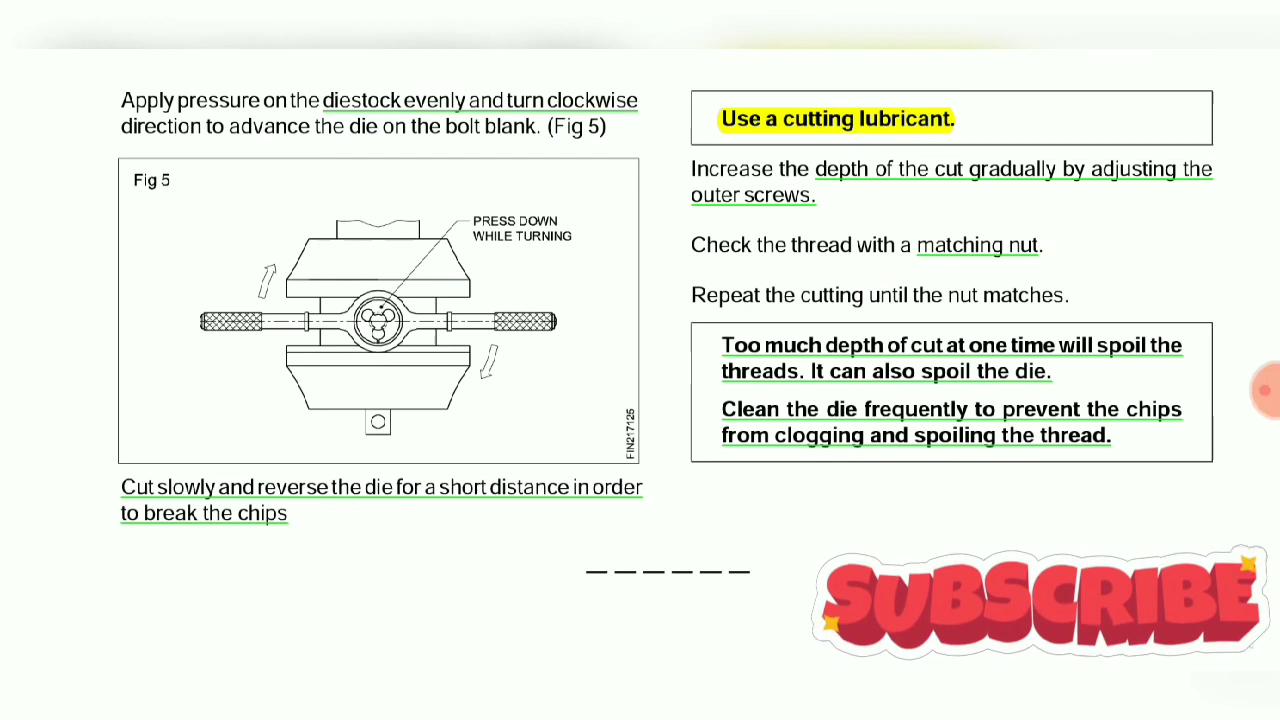 Apply pressure on the diestock evenly and turn clockwise
direction to advance the die on the bolt blank. (Fig 5)
Fig 5
PRESS DOWN
WHILE TURNING
FIN217125
Cut slowly and reverse the die for a short distance in order
to break the chips
Use a cutting lubricant.
Increase the depth of the cut gradually by adjusting the
outer screws.
Check the thread with a matching nut.
Repeat the cutting until the nut matches.
Too much depth of cut at one time will spoil the
threads. It can also spoil the die.
Clean the die frequently to prevent the chips
from clogging and spoiling the thread.
SUBSCRIBE